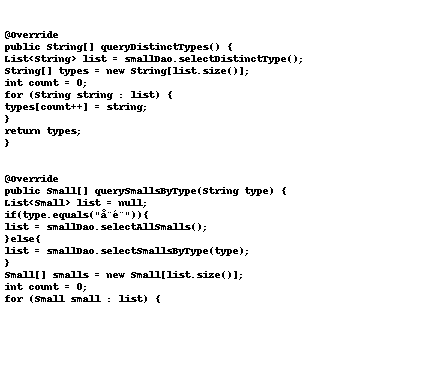 @Override
public String[] queryDistinctTypes() {
List<String> list = smallDao.selectDistinctType();
String[] types = new String[list.size()];
int count = 0;
for (String string : list) {
types[count++] = string;
}
return types;
}
@Override
public Small[] querySmallsByType(String type) {
List<Small> list = null;
if(type.equals("å¨é¨")){
list = smallDao.selectAllSmalls();
}else{
list = smallDao.selectSmallsByType(type);
}
Small[] smalls = new Small[list.size()];
int count = 0;
for (Small small : list) {